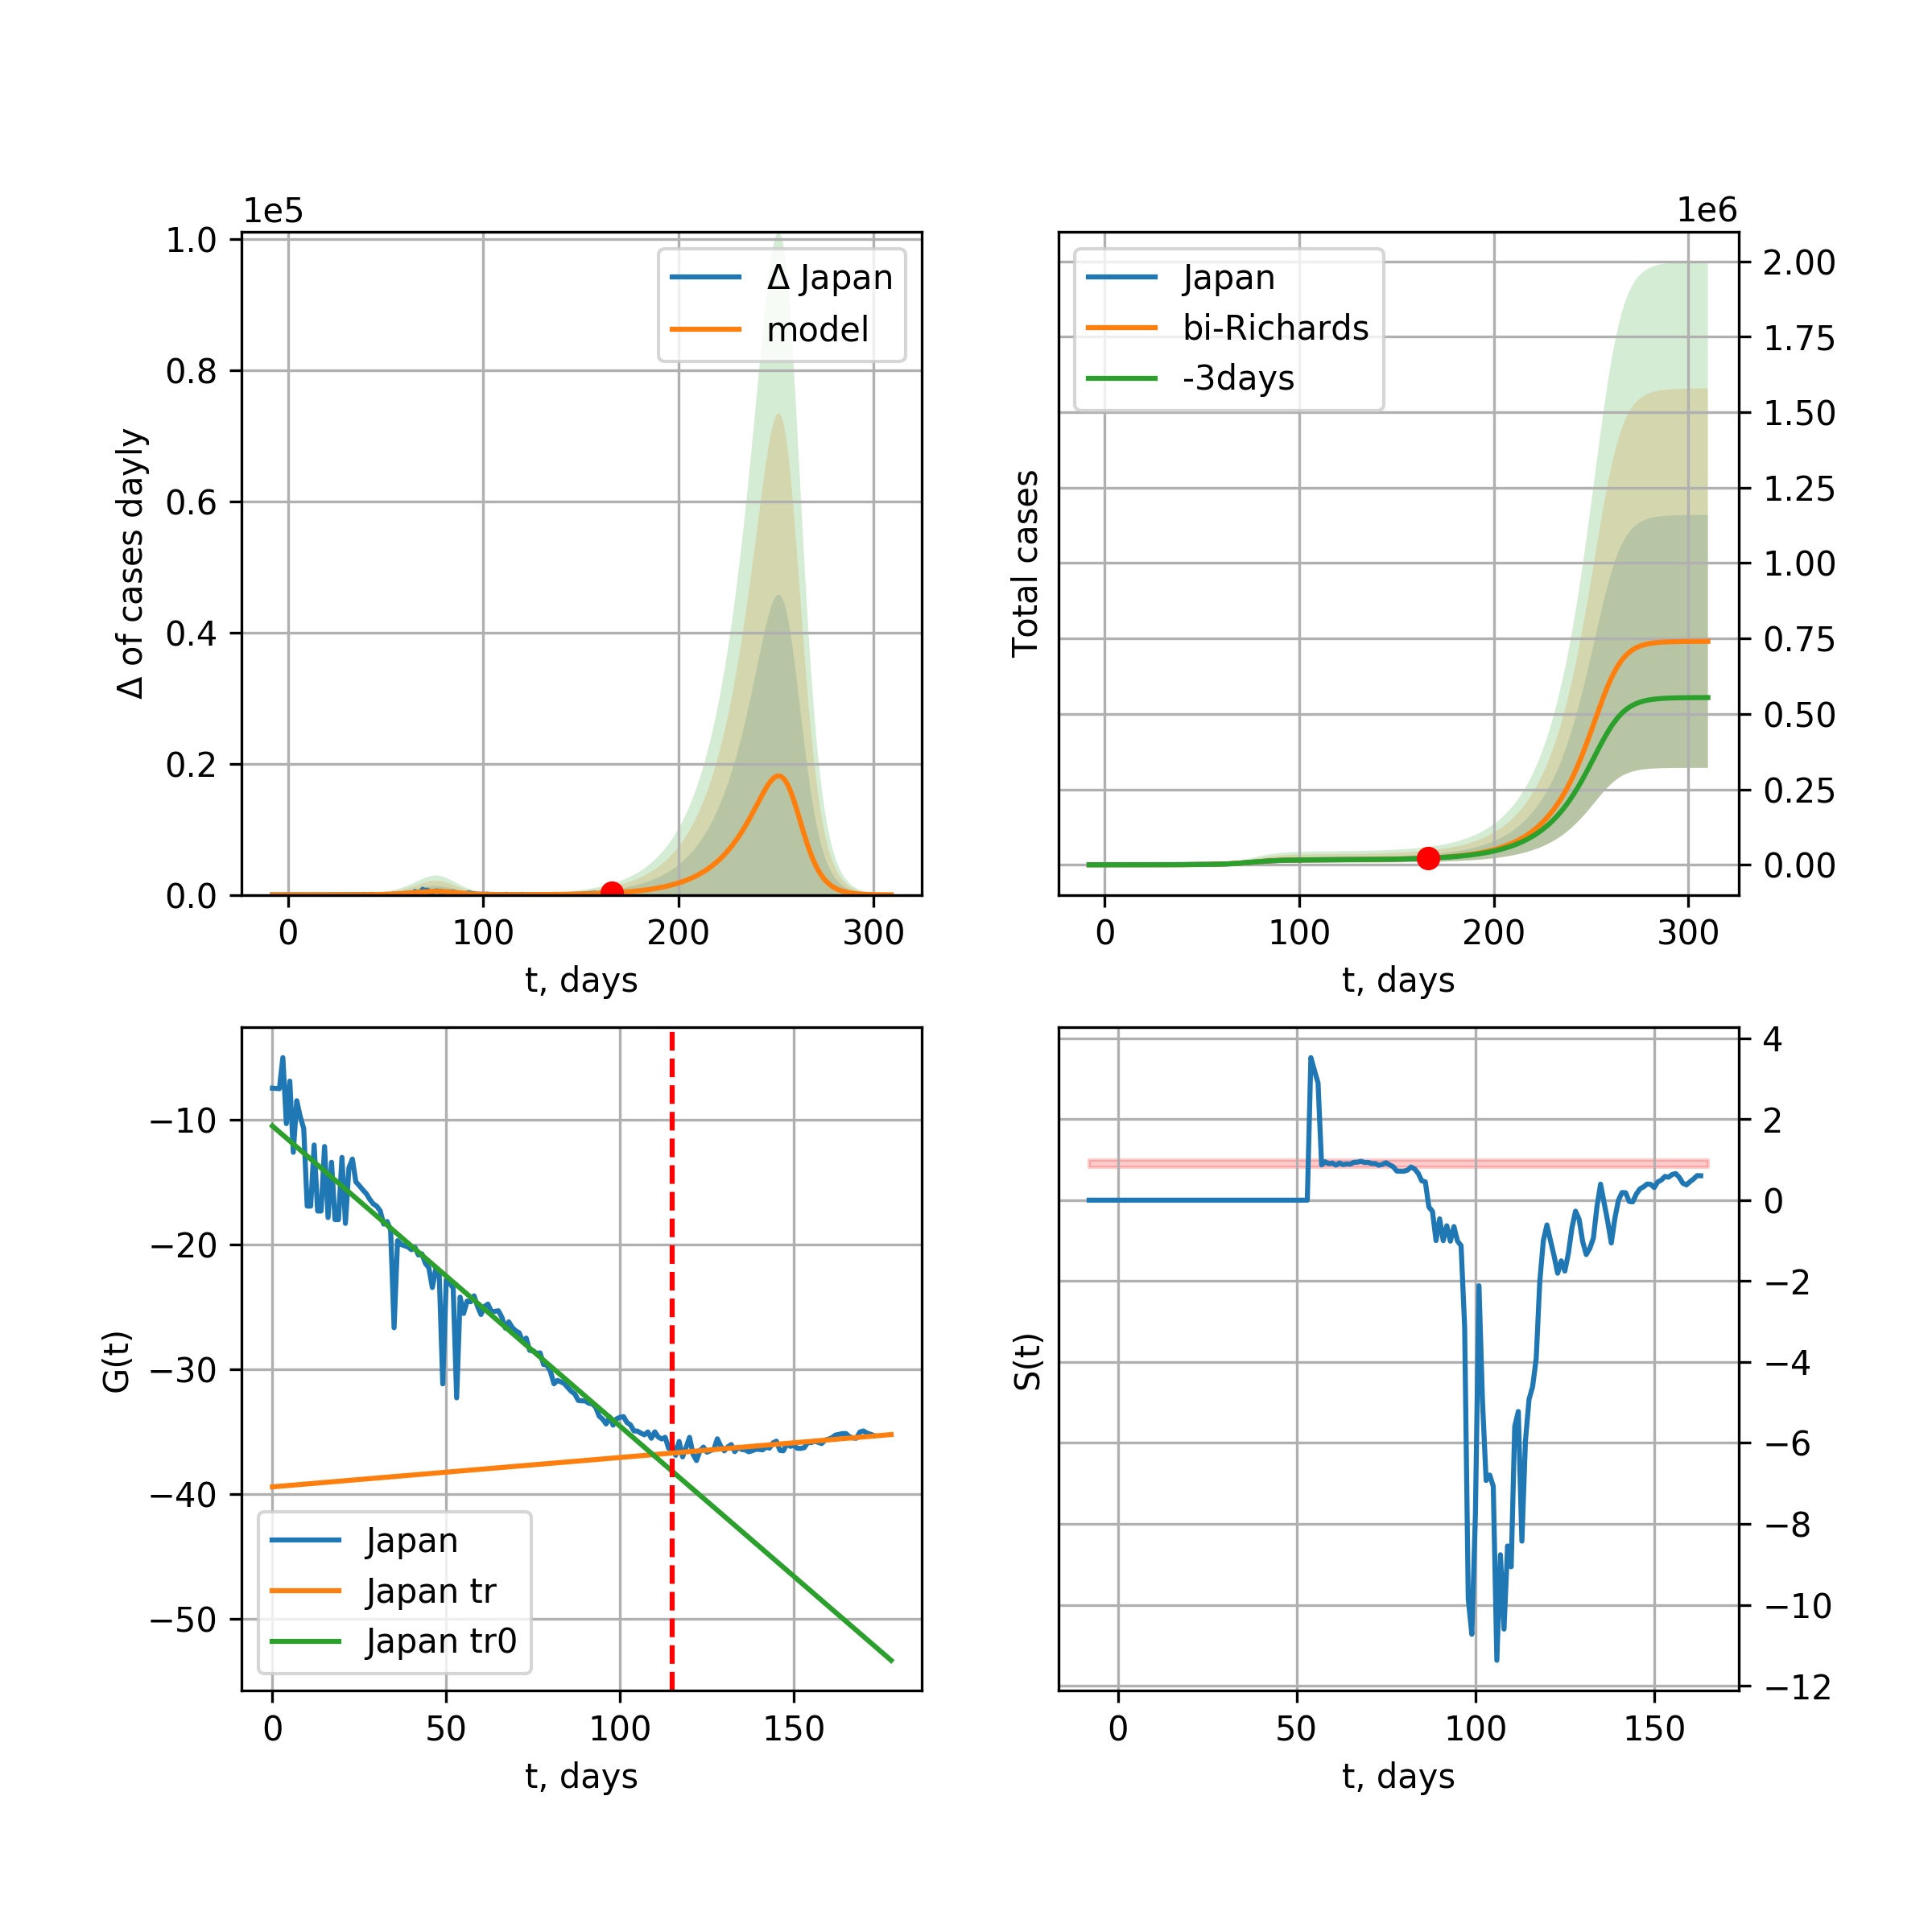 1e5
1.0
0.8
0.6
0.4
0.2
0.0
Δ of cases dayly
Δ Japan
model
0 100 200 300
t, days
1e6
Japan
bi-Richards
-3days
Total cases
2.00
1.75
1.50
1.25
1.00
0.75
0.50
0.25
0.00
0 100 200 300
t, days
−10
−20
−30
−40
−50
G(t)
Japan
Japan tr
Japan tr0
0 50 100 150
t, days
S(t)
4
2
0
−2
−4
−6
−8
−10
−12
0 50 100 150
t, days